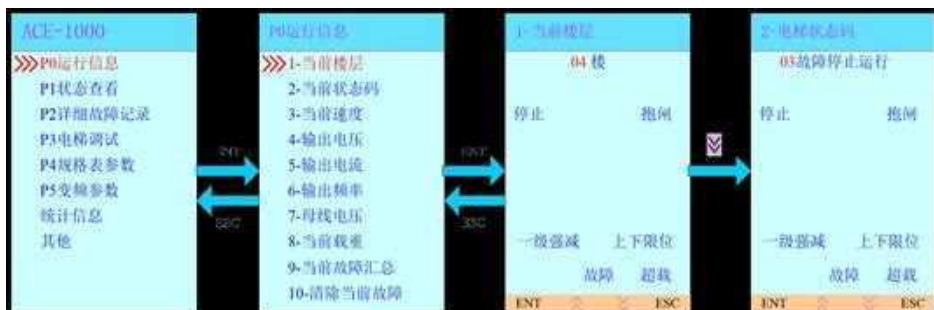 ACE-1000
P0运行信息
P1状态查看
P2详细故障记录
P3电梯调试
P4规格表参数
P5变频参数
统计信息
其他
ENT
ESC
P0运行信息
1-当前楼层
2-当前状态码
3-当前速度
4-输出电压
5-输出电流
6-输出频率
7-母线电压
8-当前载重
9-当前故障汇总
10-清除当前故障
ENT
ESC
1-当前楼层
04 楼
停止 抱闸
一级强减 上下限位
故障 超载
ENT ESC
2-电梯状态码
03故障停止运行
停止 抱闸
一级强减 上下限位
故障 超载
ENT ESC